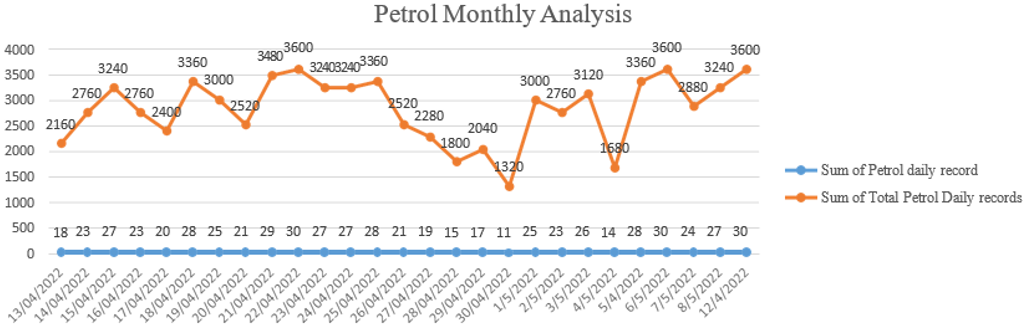 Petrol Monthly Analysis
4000
3500
3000
2500
2000
1500
1000
500
0
2160 2760 3240 2760 2400 3360 3000 2520 3480 3600 3240 3240 3360 2520 2280 1800 2040 1320 3000 2760 3120 1680 3360 3600 2880 3240 3600
18 23 27 23 20 28 25 21 29 30 27 27 28 21 19 15 17 11 25 23 26 14 28 30 24 27 30
13/04/2022 14/04/2022 15/04/2022 16/04/2022 17/04/2022 18/04/2022 19/04/2022 20/04/2022 21/04/2022 22/04/2022 23/04/2022 24/04/2022 25/04/2022 26/04/2022 27/04/2022 28/04/2022 29/04/2022 30/04/2022 1/5/2022 2/5/2022 3/5/2022 4/5/2022 5/4/2022 6/5/2022 7/5/2022 8/5/2022 12/4/2022
Sum of Petrol daily record
Sum of Total Petrol Daily records